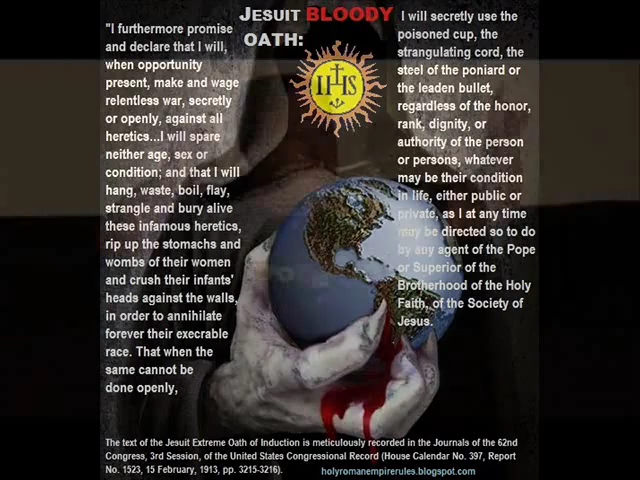 JESUIT BLOODY
OATH:
"I furthermore promise
and declare that I will,
when opportunity
present, make and wage
relentless war, secretly
or openly, against all
heretics...I will spare
neither age, sex or
condition; and that I will
hang, waste, boil, flay,
strangle and bury alive
these infamous heretics,
rip up the stomachs and
wombs of their women
and crush their infants'
heads against the walls,
in order to annihilate
forever their execrable
race. That when the
same cannot be
done openly,
IHS
I will secretly use the
poisoned cup, the
strangulating cord, the
steel of the poniard or
the leaden bullet,
regardless of the honor,
rank, dignity, or
authority of the person
or persons, whatever
may be their condition
in life, either public or
private, as I at any time
may be directed so to do
by any agent of the Pope
or Superior of the
Brotherhood of the Holy
Faith, of the Society of
Jesus.
The text of the Jesuit Extreme Oath of Induction is meticulously recorded in the Journals of the 62nd
Congress, 3rd Session, of the United States Congressional Record (House Calendar No. 397, Report
No. 1523, 15 February, 1913, pp. 3215-3216).
holyromanempirerules.blogspot.com